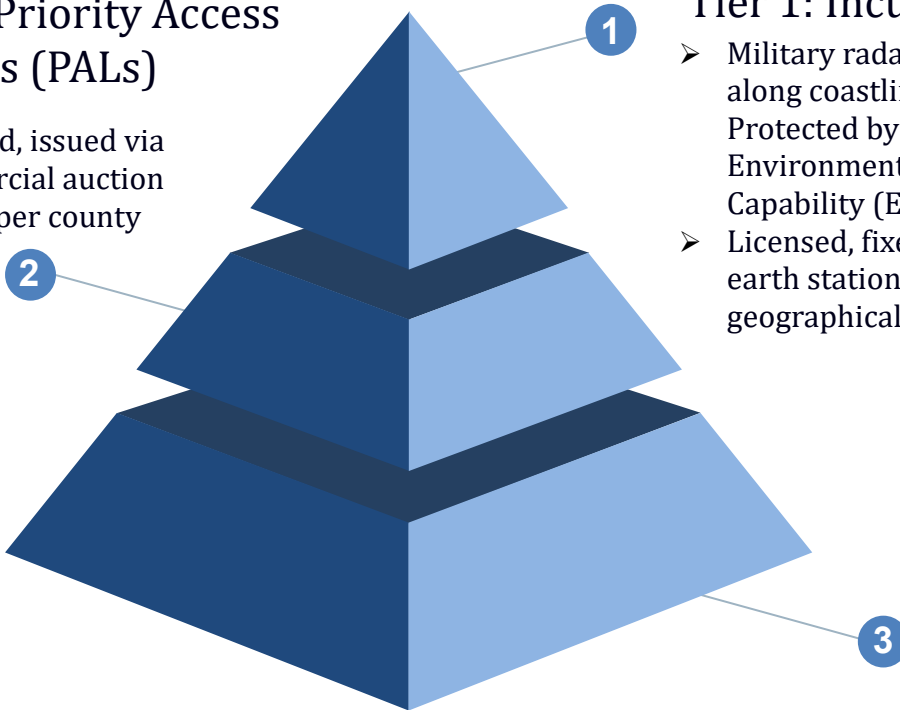 Priority Access
s (PALs)
d, issued via
rcial auction
per county
2
1
Tier 1: Incu
Military rada
along coastli
Protected by
Environment
Capability (E
Licensed, fixe
earth station
geographical
3